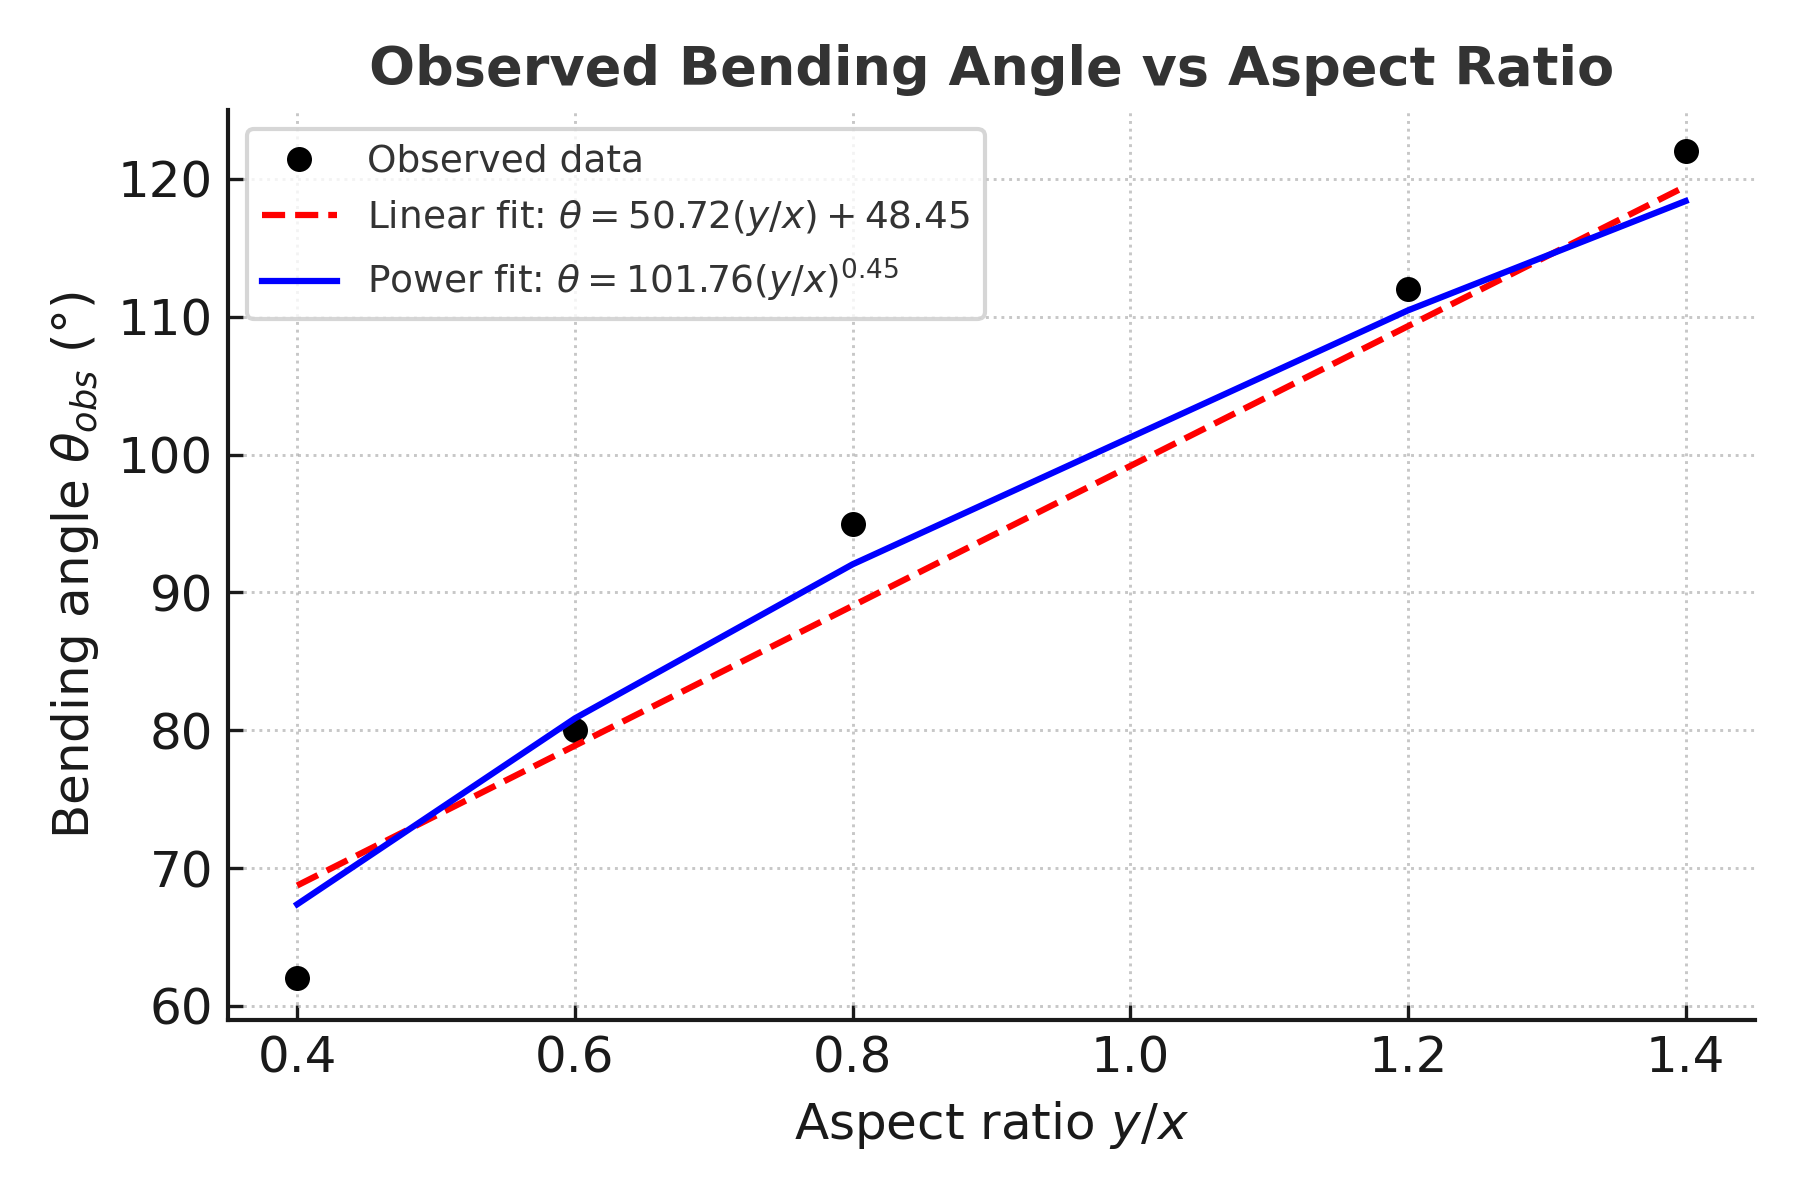 Observed Bending Angle vs Aspect Ratio
Observed data
Linear fit: θ = 50.72(y/x) + 48.45
Power fit: θ = 101.76(y/x)^0.45
Bending angle θ_obs (°)
120
110
100
90
80
70
60
0.4 0.6 0.8 1.0 1.2 1.4
Aspect ratio y/x